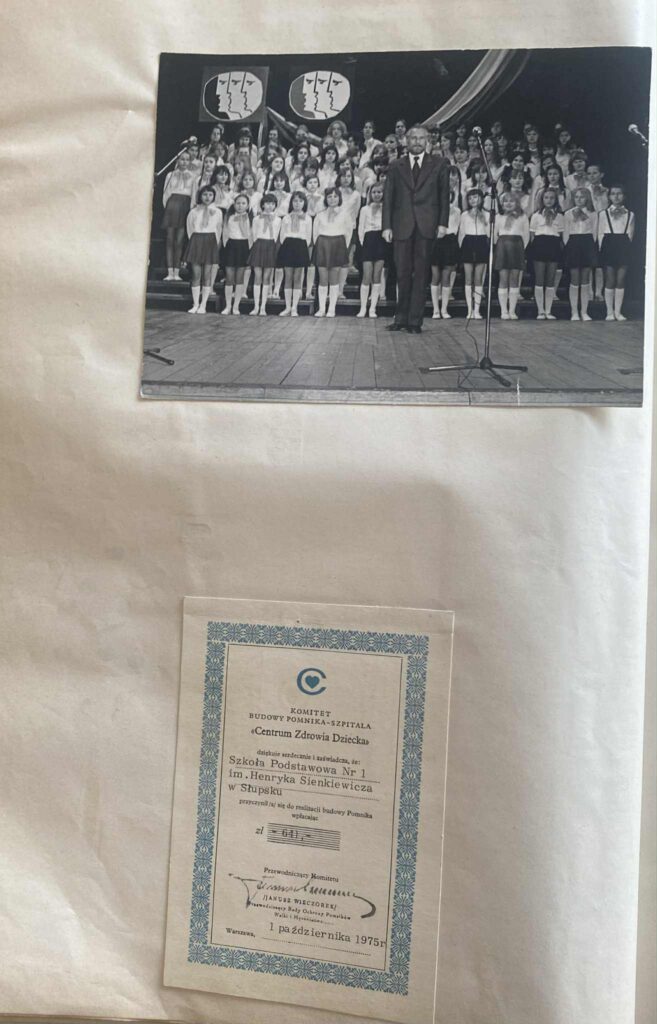 KOMITET
BUDOWY POMNIKA-SZPITALA
«Centrum Zdrowia Dziecka»
dziękuje serdecznie i zaświadcza, że:
Szkoła Podstawowa Nr 1
im.Henryka Sienkiewicza
w Słupsku
przyczynił/a/ się do realizacji budowy Pomnika
wpłacając
zł - 641,-
Przewodniczący Komitetu
/JANUSZ WIECZOREK/
Przewodniczący Rady Ochrony Pomników
Walki i Męczeństwa
Warszawa, 1 października 1975r